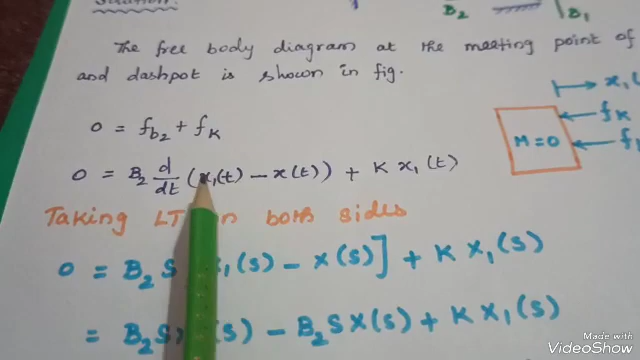 Solution:
B₂
B₁
The free body diagram at the meeting point of
and dashpot is shown in fig.
x₁(
fK
M=0
0 = fb₂ + fK
0 = B₂ d/dt (x₁(t) − x(t)) + K x₁(t)
Taking LT on both sides
0 = B₂ S X₁(s) − X(s)] + K X₁(s)
= B₂ S (s) − B₂ S X(s) + K X₁(s)
Made with
VideoShow